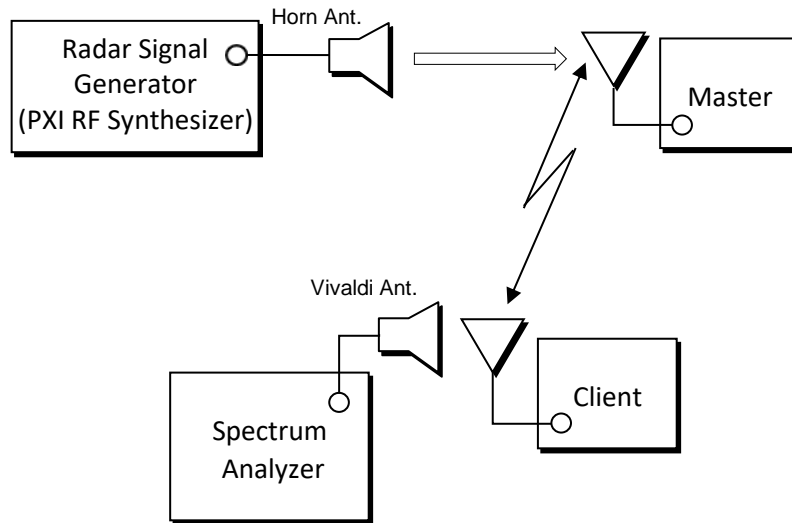 Horn Ant.
Radar Signal
Generator
(PXI RF Synthesizer)
Master
Vivaldi Ant.
Client
Spectrum
Analyzer